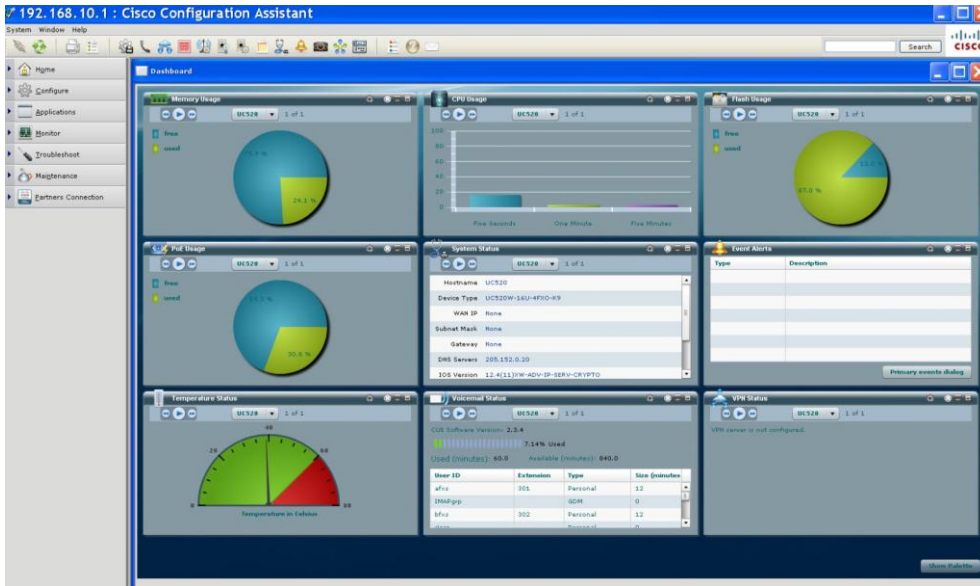 192.168.10.1 : Cisco Configuration Assistant
System Window Help
Search
CISCO
Home
Configure
Applications
Monitor
Troubleshoot
Maintenance
Partners Connection
Dashboard
Memory Usage
UC520 1 of 1
free
used
24.1 %
CPU Usage
UC520 1 of 1
100
80
60
40
20
0
Five Seconds One Minute Five Minutes
Flash Usage
UC520 1 of 1
free
used
13.0 %
87.0 %
PoE Usage
UC520 1 of 1
free
used
30.6 %
System Status
UC520 1 of 1
Hostname UC520
Device Type UC520W-16U-4FXO-K9
WAN IP None
Subnet Mask None
Gateway None
DNS Servers 205.152.0.20
IOS Version 12.4(11)XW-ADV-IP-SERV-CRYPTO
Event Alerts
Type Description
Primary events dialog
Temperature Status
UC520 1 of 1
40
20
0
Temperature in Celsius
Voicemail Status
UC520 1 of 1
CUE Software Version: 2.3.4
7.14% Used
Used (minutes): 60.0 Available (minutes): 840.0
User ID Extension Type Size (minutes
afxs 301 Personal 12
IMAPgrp GDM 0
bfxs 302 Personal 12
Personal 0
VPN Status
UC520 1 of 1
VPN server is not configured.
Show Palette